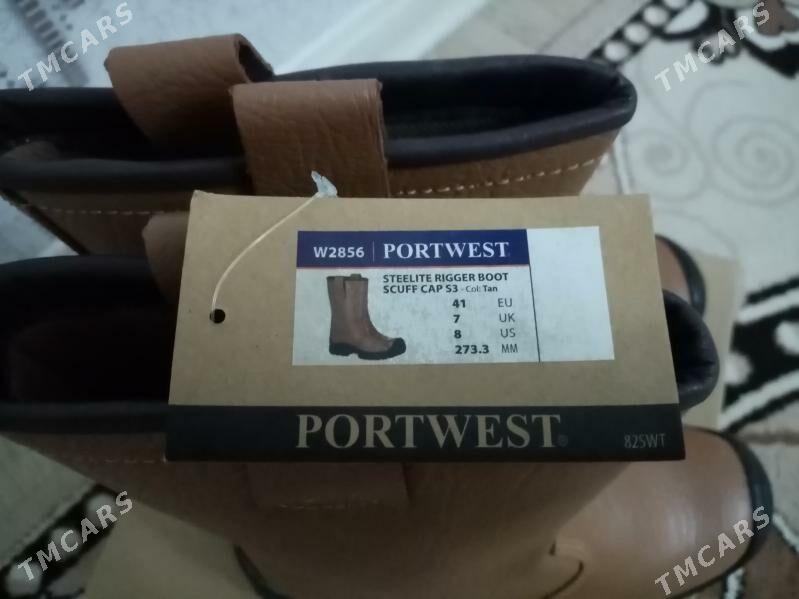 TMCARS
TMCARS
W2856 | PORTWEST
STEELITE RIGGER BOOT
SCUFF CAP S3 - Col: Tan
41 EU
7 UK
8 US
273.3 MM
PORTWEST®
82SWT
TMCARS
TMCARS